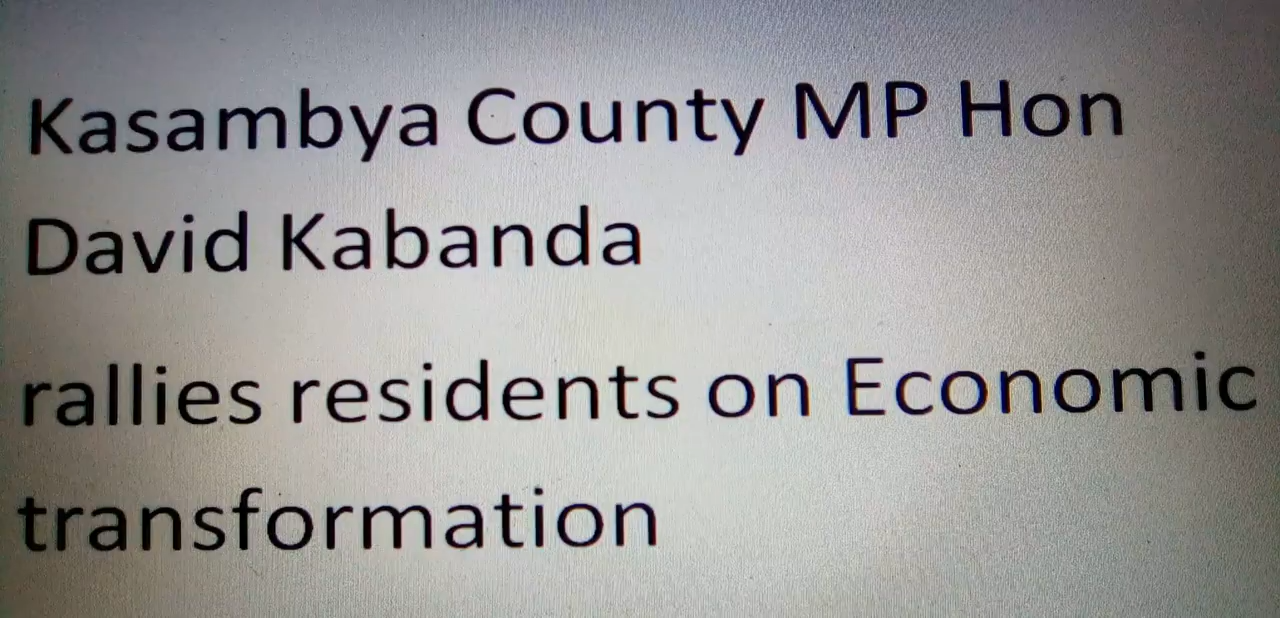 Kasambya County MP Hon
David Kabanda
rallies residents on Economic
transformation